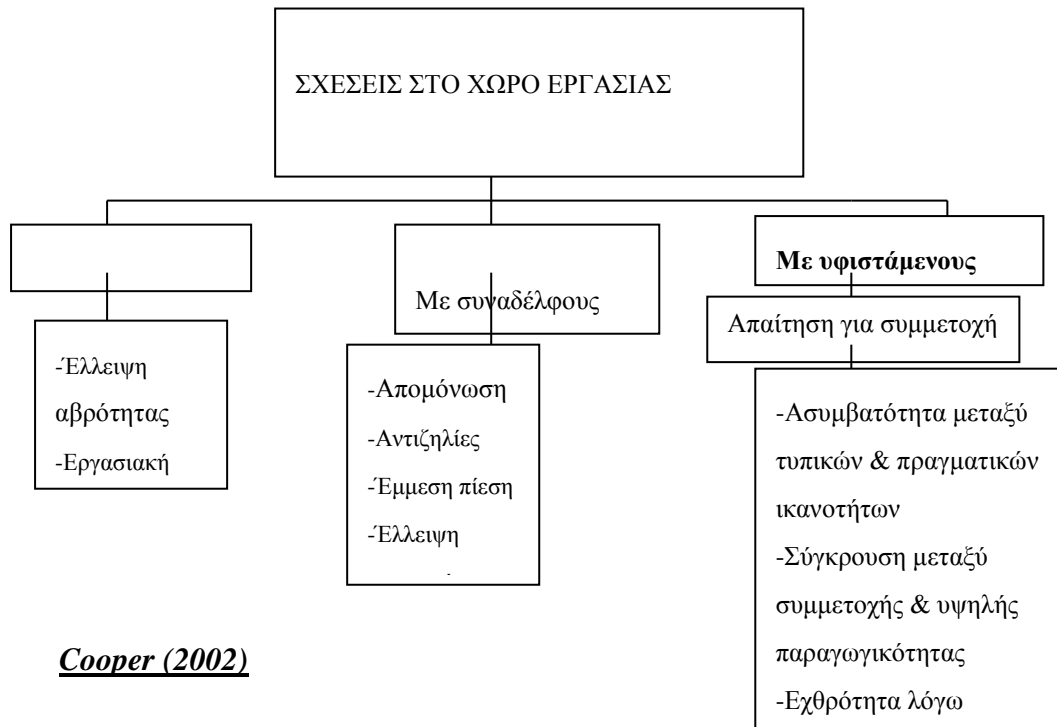 ΣΧΕΣΕΙΣ ΣΤΟ ΧΩΡΟ ΕΡΓΑΣΙΑΣ
Με συναδέλφους
Με υφιστάμενους
Απαίτηση για συμμετοχή
-Έλλειψη
αβρότητας
-Εργασιακή
-Απομόνωση
-Αντιζηλίες
-Έμμεση πίεση
-Έλλειψη
-Ασυμβατότητα μεταξύ
τυπικών & πραγματικών
ικανοτήτων
-Σύγκρουση μεταξύ
συμμετοχής & υψηλής
παραγωγικότητας
-Εχθρότητα λόγω
Cooper (2002)